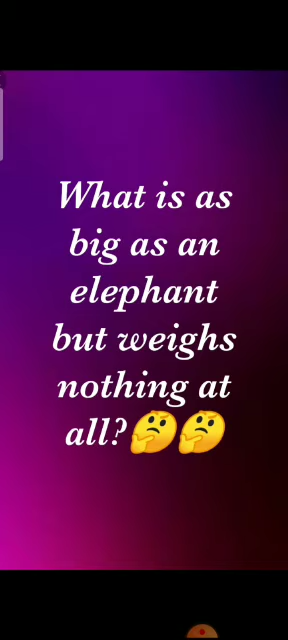 What is as
big as an
elephant
but weighs
nothing at
all?🤔🤔